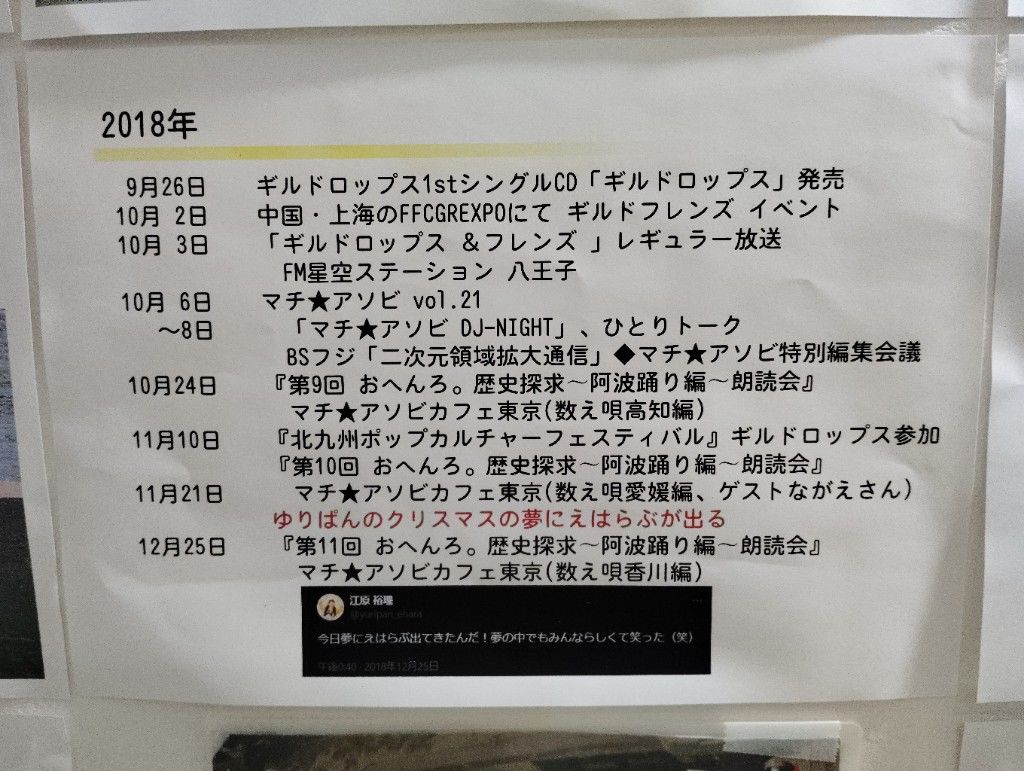 2018年
9月26日 ギルドロップス1stシングルCD「ギルドロップス」発売
10月 2日 中国・上海のFFCGREXPOにて ギルドフレンズ イベント
10月 3日 「ギルドロップス ＆フレンズ 」レギュラー放送
FM星空ステーション 八王子
10月 6日 マチ★アソビ vol.21
～8日 「マチ★アソビ DJ-NIGHT」、ひとりトーク
BSフジ「二次元領域拡大通信」◆マチ★アソビ特別編集会議
10月24日 『第9回 おへんろ。歴史探求～阿波踊り編～朗読会』
マチ★アソビカフェ東京(数え唄高知編)
11月10日 『北九州ポップカルチャーフェスティバル』ギルドロップス参加
『第10回 おへんろ。歴史探求～阿波踊り編～朗読会』
11月21日 マチ★アソビカフェ東京(数え唄愛媛編、ゲストながえさん)
ゆりぱんのクリスマスの夢にえはらぶが出る
12月25日 『第11回 おへんろ。歴史探求～阿波踊り編～朗読会』
マチ★アソビカフェ東京(数え唄香川編)
江原 裕理
@yuripan_ehara
今日夢にえはらぶ出てきたんだ！夢の中でもみんならしくて笑った（笑）
午後0:40・2018年12月25日